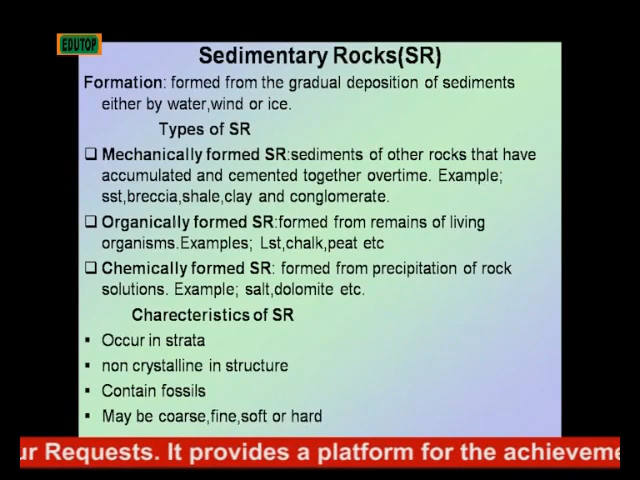 EDUTOP
Sedimentary Rocks(SR)
Formation: formed from the gradual deposition of sediments
either by water,wind or ice.
Types of SR
❑ Mechanically formed SR:sediments of other rocks that have
accumulated and cemented together overtime. Example;
sst,breccia,shale,clay and conglomerate.
❑ Organically formed SR:formed from remains of living
organisms.Examples; Lst,chalk,peat etc
❑ Chemically formed SR: formed from precipitation of rock
solutions. Example; salt,dolomite etc.
Charecteristics of SR
▪ Occur in strata
▪ non crystalline in structure
▪ Contain fossils
▪ May be coarse,fine,soft or hard
ur Requests. It provides a platform for the achieveme